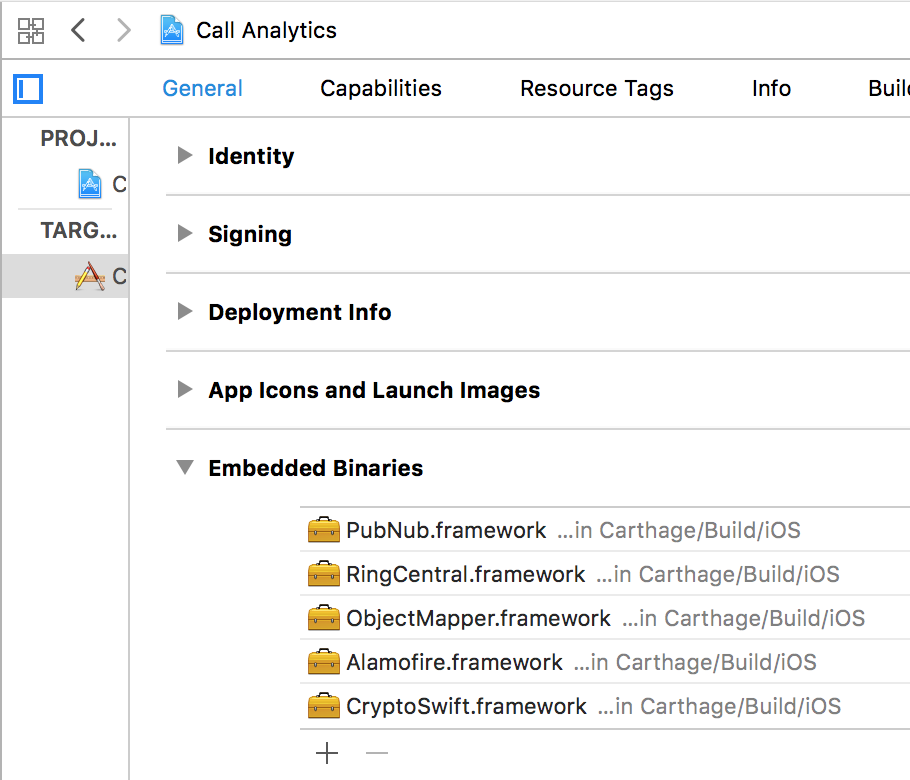 Call Analytics
General Capabilities Resource Tags Info Buil
PROJ...
C
TARG...
C
Identity
Signing
Deployment Info
App Icons and Launch Images
Embedded Binaries
PubNub.framework ...in Carthage/Build/iOS
RingCentral.framework ...in Carthage/Build/iOS
ObjectMapper.framework ...in Carthage/Build/iOS
Alamofire.framework ...in Carthage/Build/iOS
CryptoSwift.framework ...in Carthage/Build/iOS